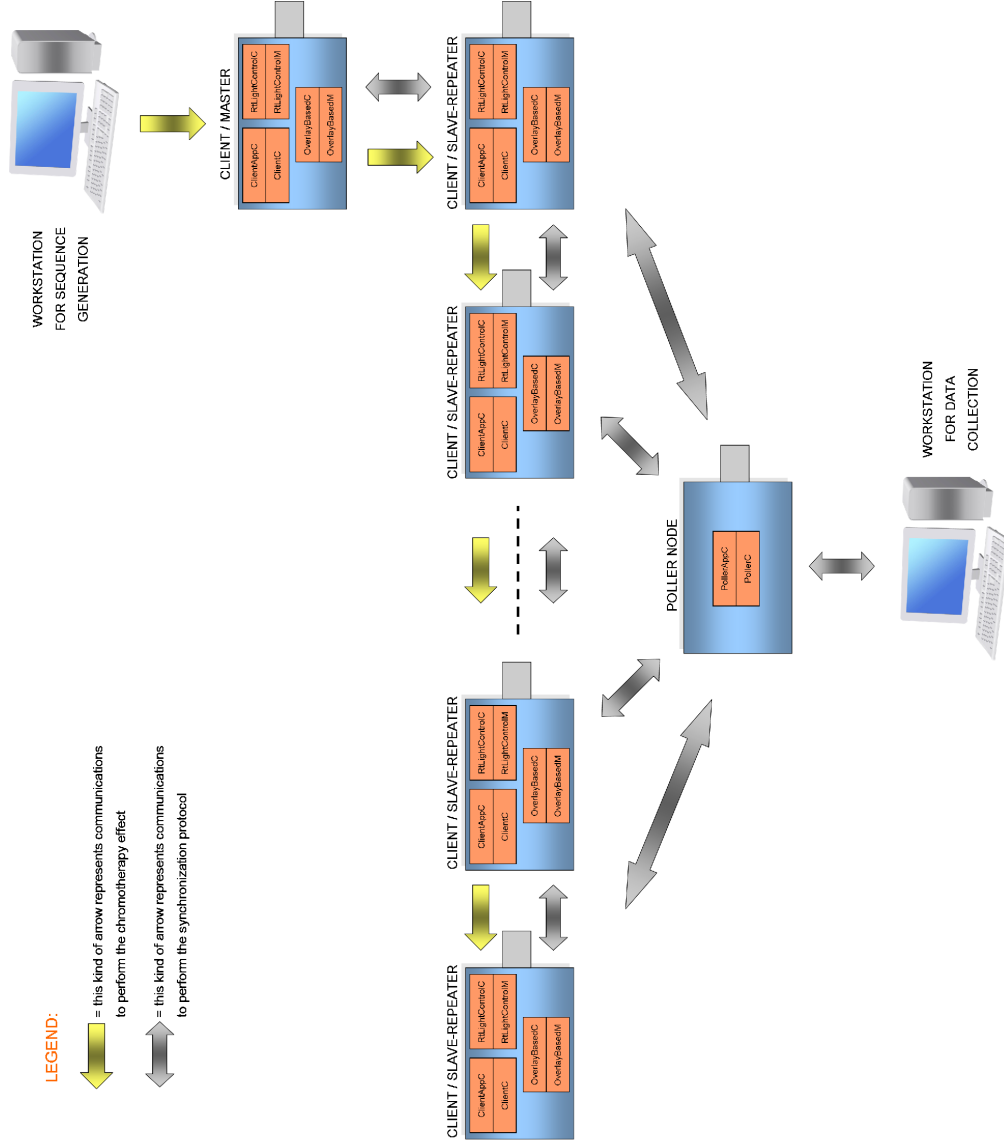 LEGEND:
= this kind of arrow represents communications
to perform the chromotherapy effect
= this kind of arrow represents communications
to perform the synchronization protocol
WORKSTATION
FOR SEQUENCE
GENERATION
CLIENT / MASTER
ClientAppC
ClientC
RtLightControlC
RtLightControlM
OverlayBasedC
OverlayBasedM
CLIENT / SLAVE-REPEATER
ClientAppC
ClientC
RtLightControlC
RtLightControlM
OverlayBasedC
OverlayBasedM
CLIENT / SLAVE-REPEATER
ClientAppC
ClientC
RtLightControlC
RtLightControlM
OverlayBasedC
OverlayBasedM
CLIENT / SLAVE-REPEATER
ClientAppC
ClientC
RtLightControlC
RtLightControlM
OverlayBasedC
OverlayBasedM
CLIENT / SLAVE-REPEATER
ClientAppC
ClientC
RtLightControlC
RtLightControlM
OverlayBasedC
OverlayBasedM
POLLER NODE
PollerAppC
PollerC
WORKSTATION
FOR DATA
COLLECTION